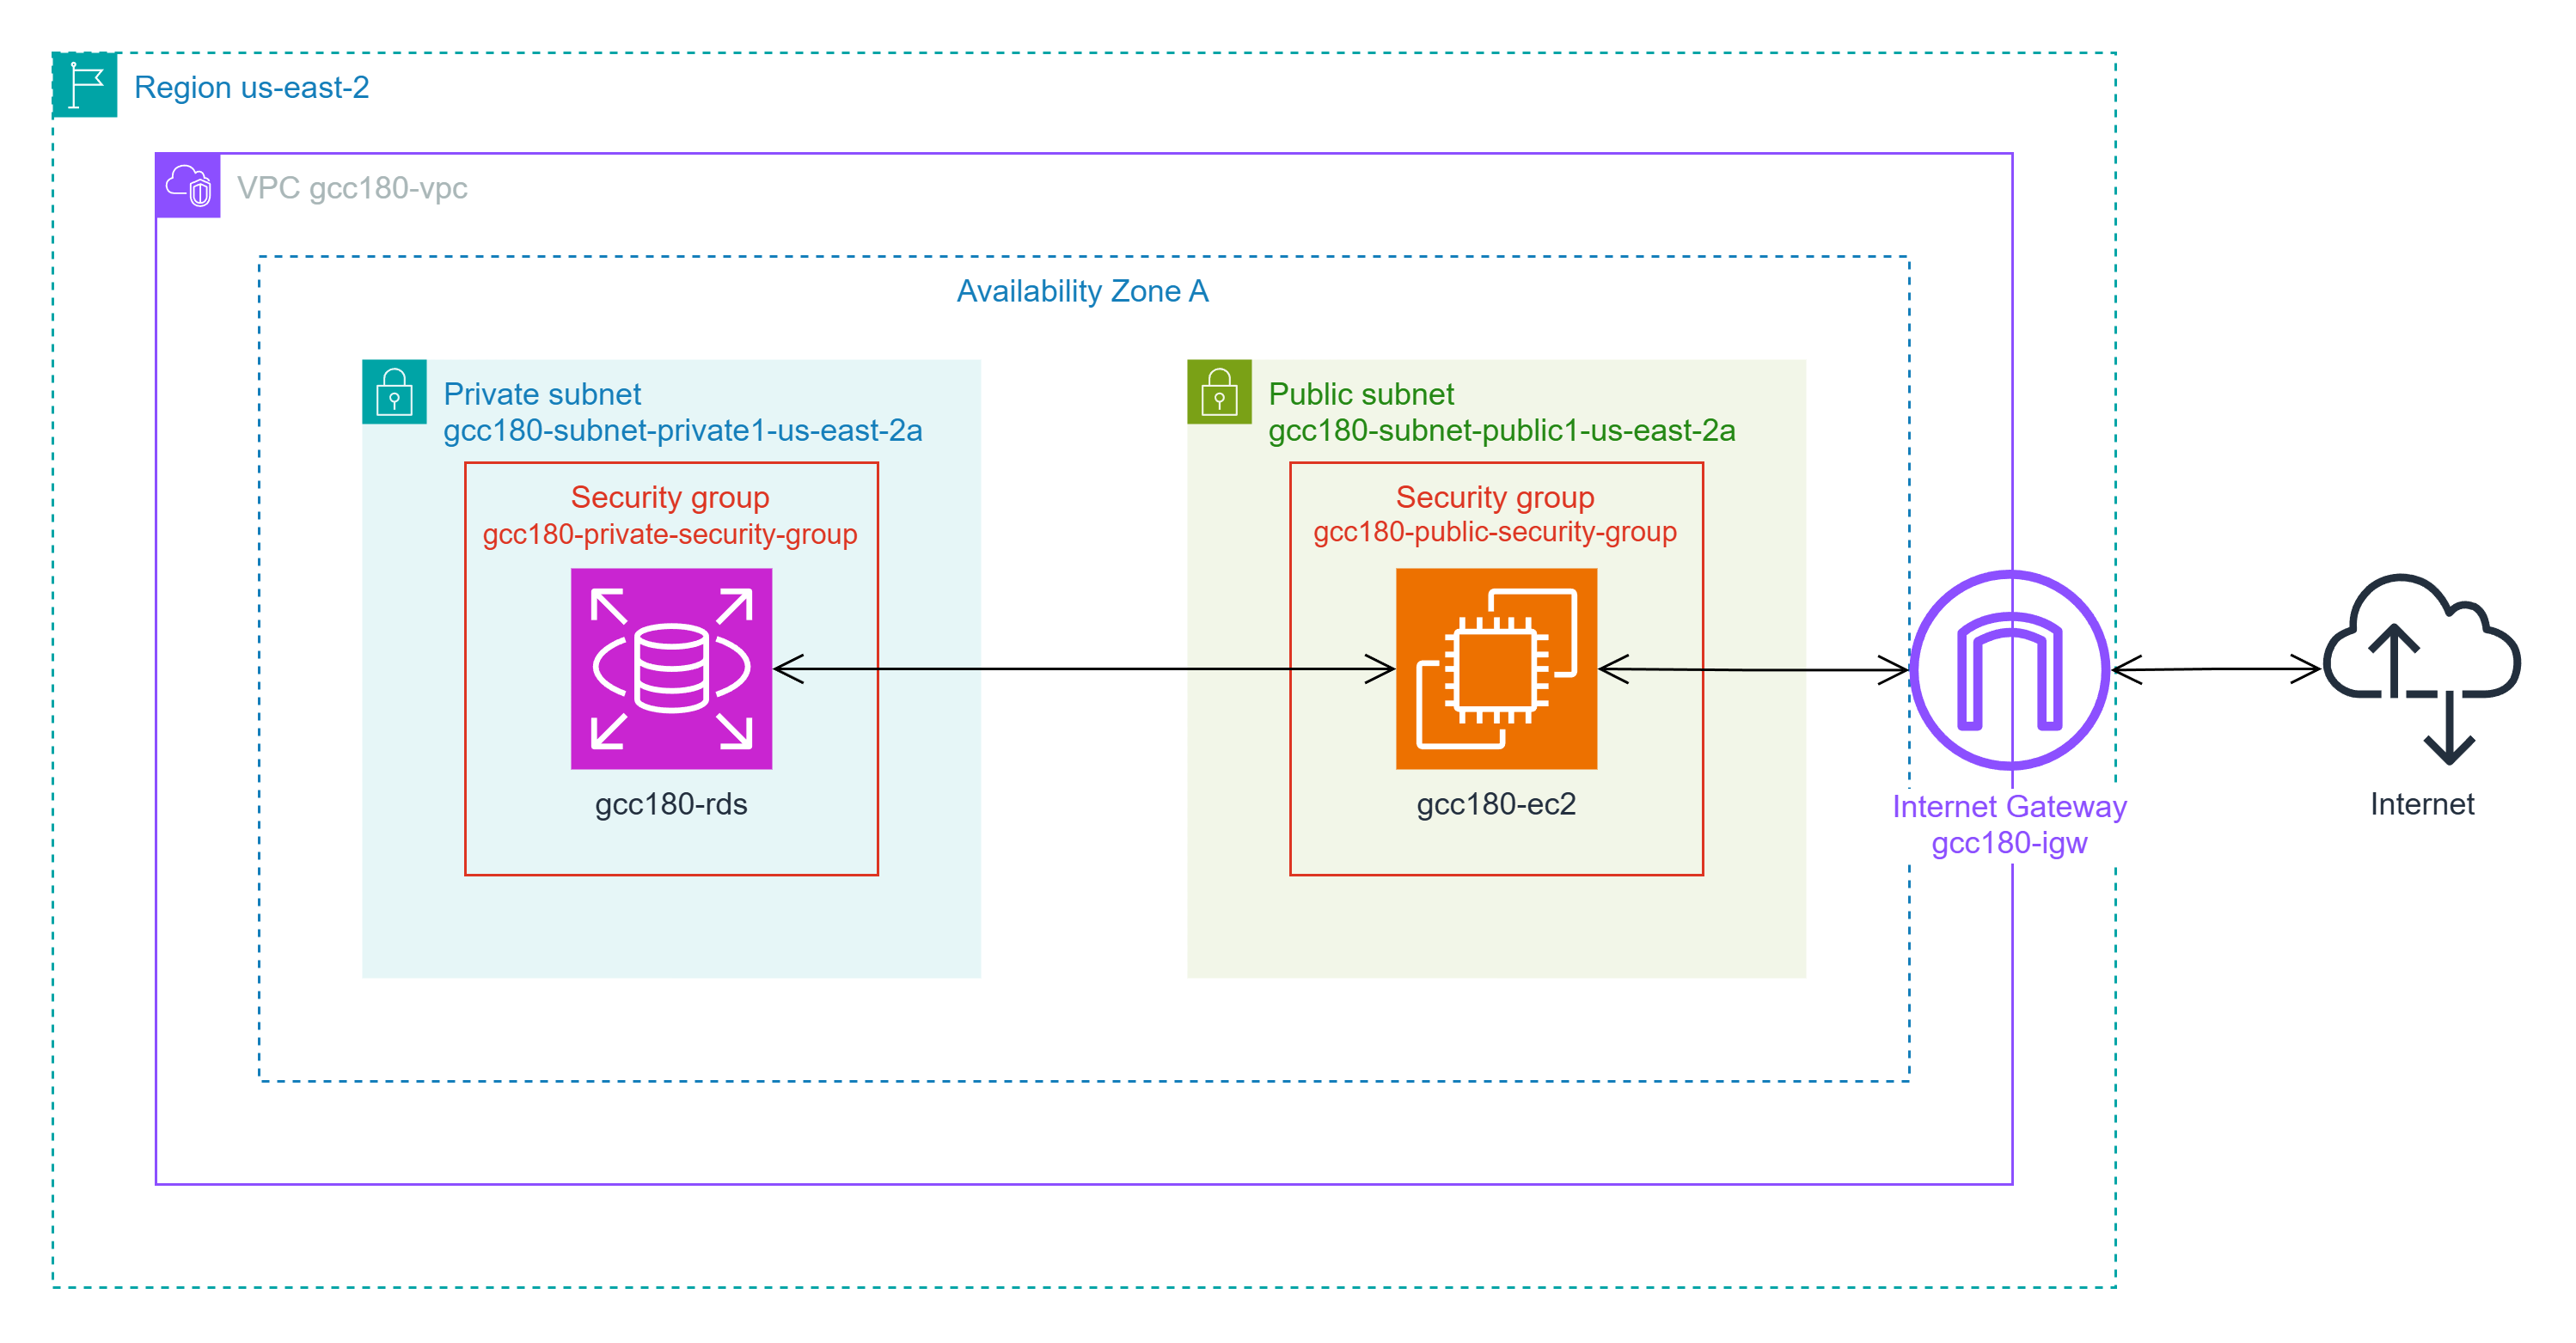 Region us-east-2
VPC gcc180-vpc
Availability Zone A
Private subnet
gcc180-subnet-private1-us-east-2a
Security group
gcc180-private-security-group
gcc180-rds
Public subnet
gcc180-subnet-public1-us-east-2a
Security group
gcc180-public-security-group
gcc180-ec2
Internet Gateway
gcc180-igw
Internet